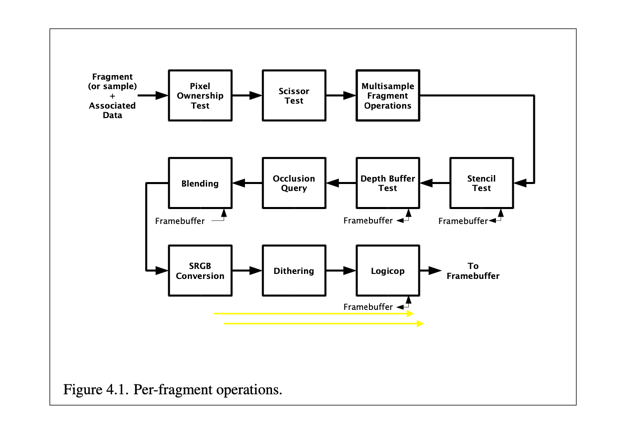 Fragment
(or sample)
+
Associated
Data
Pixel
Ownership
Test
Scissor
Test
Multisample
Fragment
Operations
Blending
Occlusion
Query
Depth Buffer
Test
Stencil
Test
Framebuffer
Framebuffer
Framebuffer
SRGB
Conversion
Dithering
Logicop
To
Framebuffer
Framebuffer
Figure 4.1. Per-fragment operations.